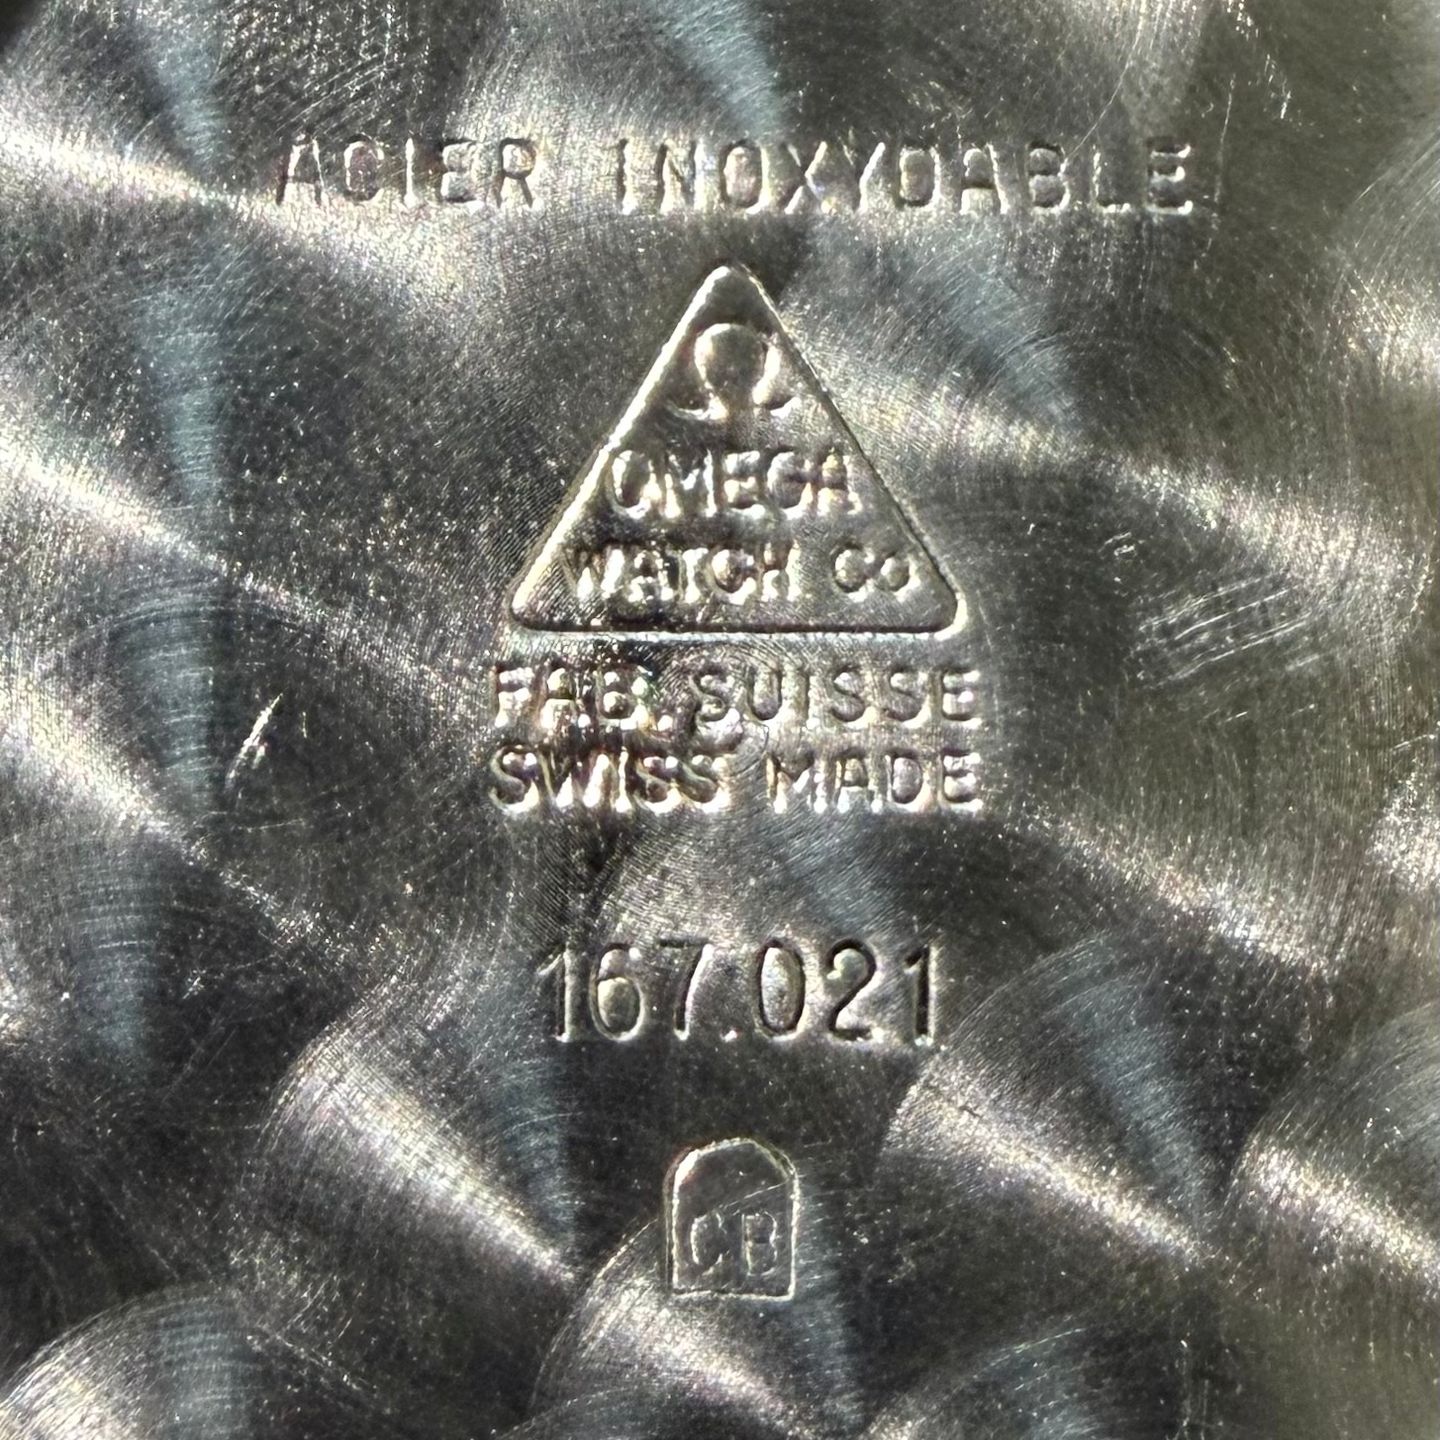 ACIER INOXYDABLE
Ω
OMEGA
WATCH Co
FAB. SUISSE
SWISS MADE
167.021
CB